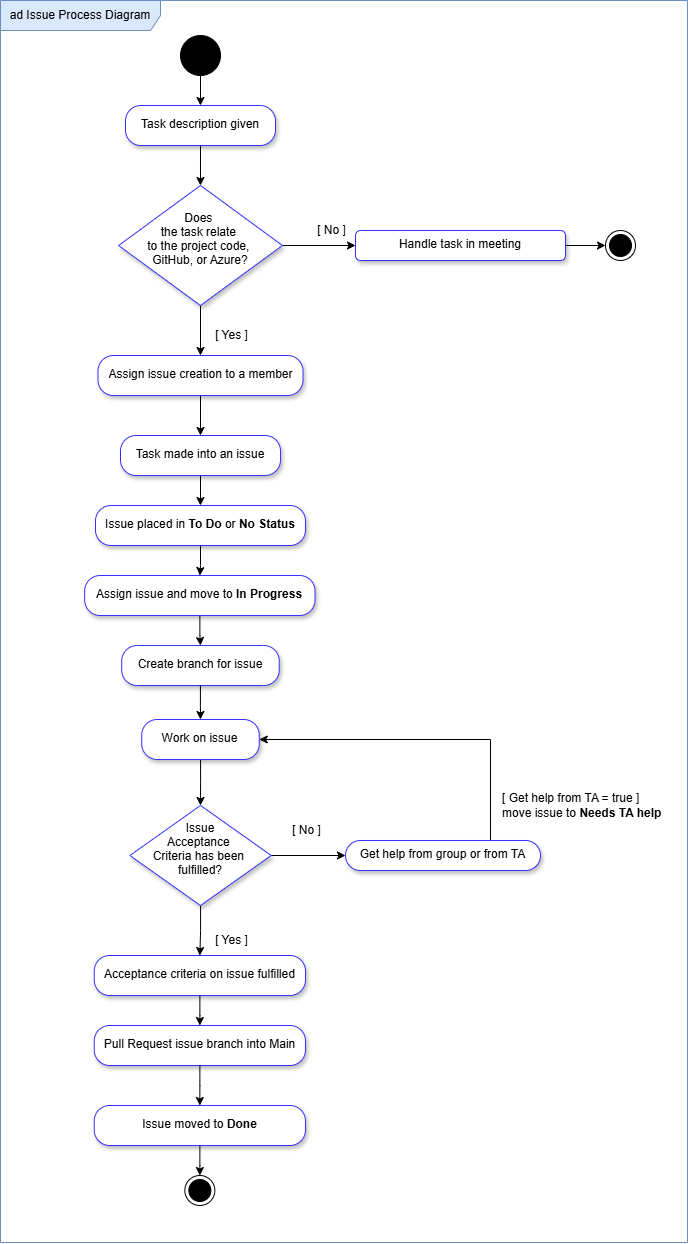 ad Issue Process Diagram
Task description given
Does
the task relate
to the project code,
GitHub, or Azure?
[ No ]
Handle task in meeting
[ Yes ]
Assign issue creation to a member
Task made into an issue
Issue placed in To Do or No Status
Assign issue and move to In Progress
Create branch for issue
Work on issue
[ Get help from TA = true ]
move issue to Needs TA help
Issue
Acceptance
Criteria has been
fulfilled?
[ No ]
Get help from group or from TA
[ Yes ]
Acceptance criteria on issue fulfilled
Pull Request issue branch into Main
Issue moved to Done